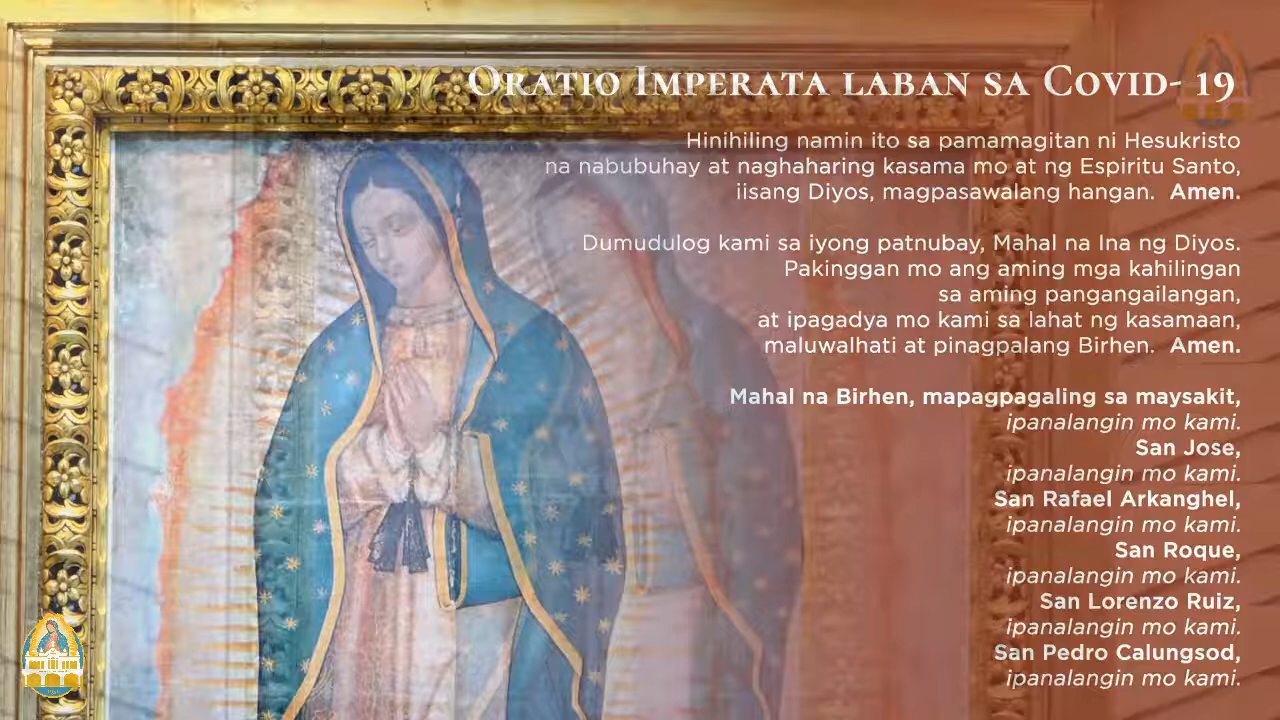 Oratio Imperata laban sa Covid- 19
Hinihiling namin ito sa pamamagitan ni Hesukristo
na nabubuhay at naghaharing kasama mo at ng Espiritu Santo,
iisang Diyos, magpasawalang hangan. Amen.
Dumudulog kami sa iyong patnubay, Mahal na Ina ng Diyos.
Pakinggan mo ang aming mga kahilingan
sa aming pangangailangan,
at ipagadya mo kami sa lahat ng kasamaan,
maluwalhati at pinagpalang Birhen. Amen.
Mahal na Birhen, mapagpagaling sa maysakit,
ipanalangin mo kami.
San Jose,
ipanalangin mo kami.
San Rafael Arkanghel,
ipanalangin mo kami.
San Roque,
ipanalangin mo kami.
San Lorenzo Ruiz,
ipanalangin mo kami.
San Pedro Calungsod,
ipanalangin mo kami.